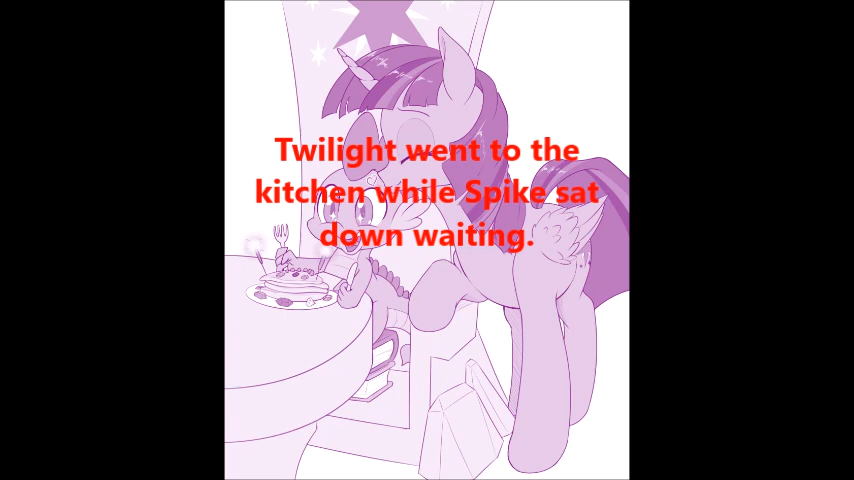 Twilight went to the
kitchen while Spike sat
down waiting.